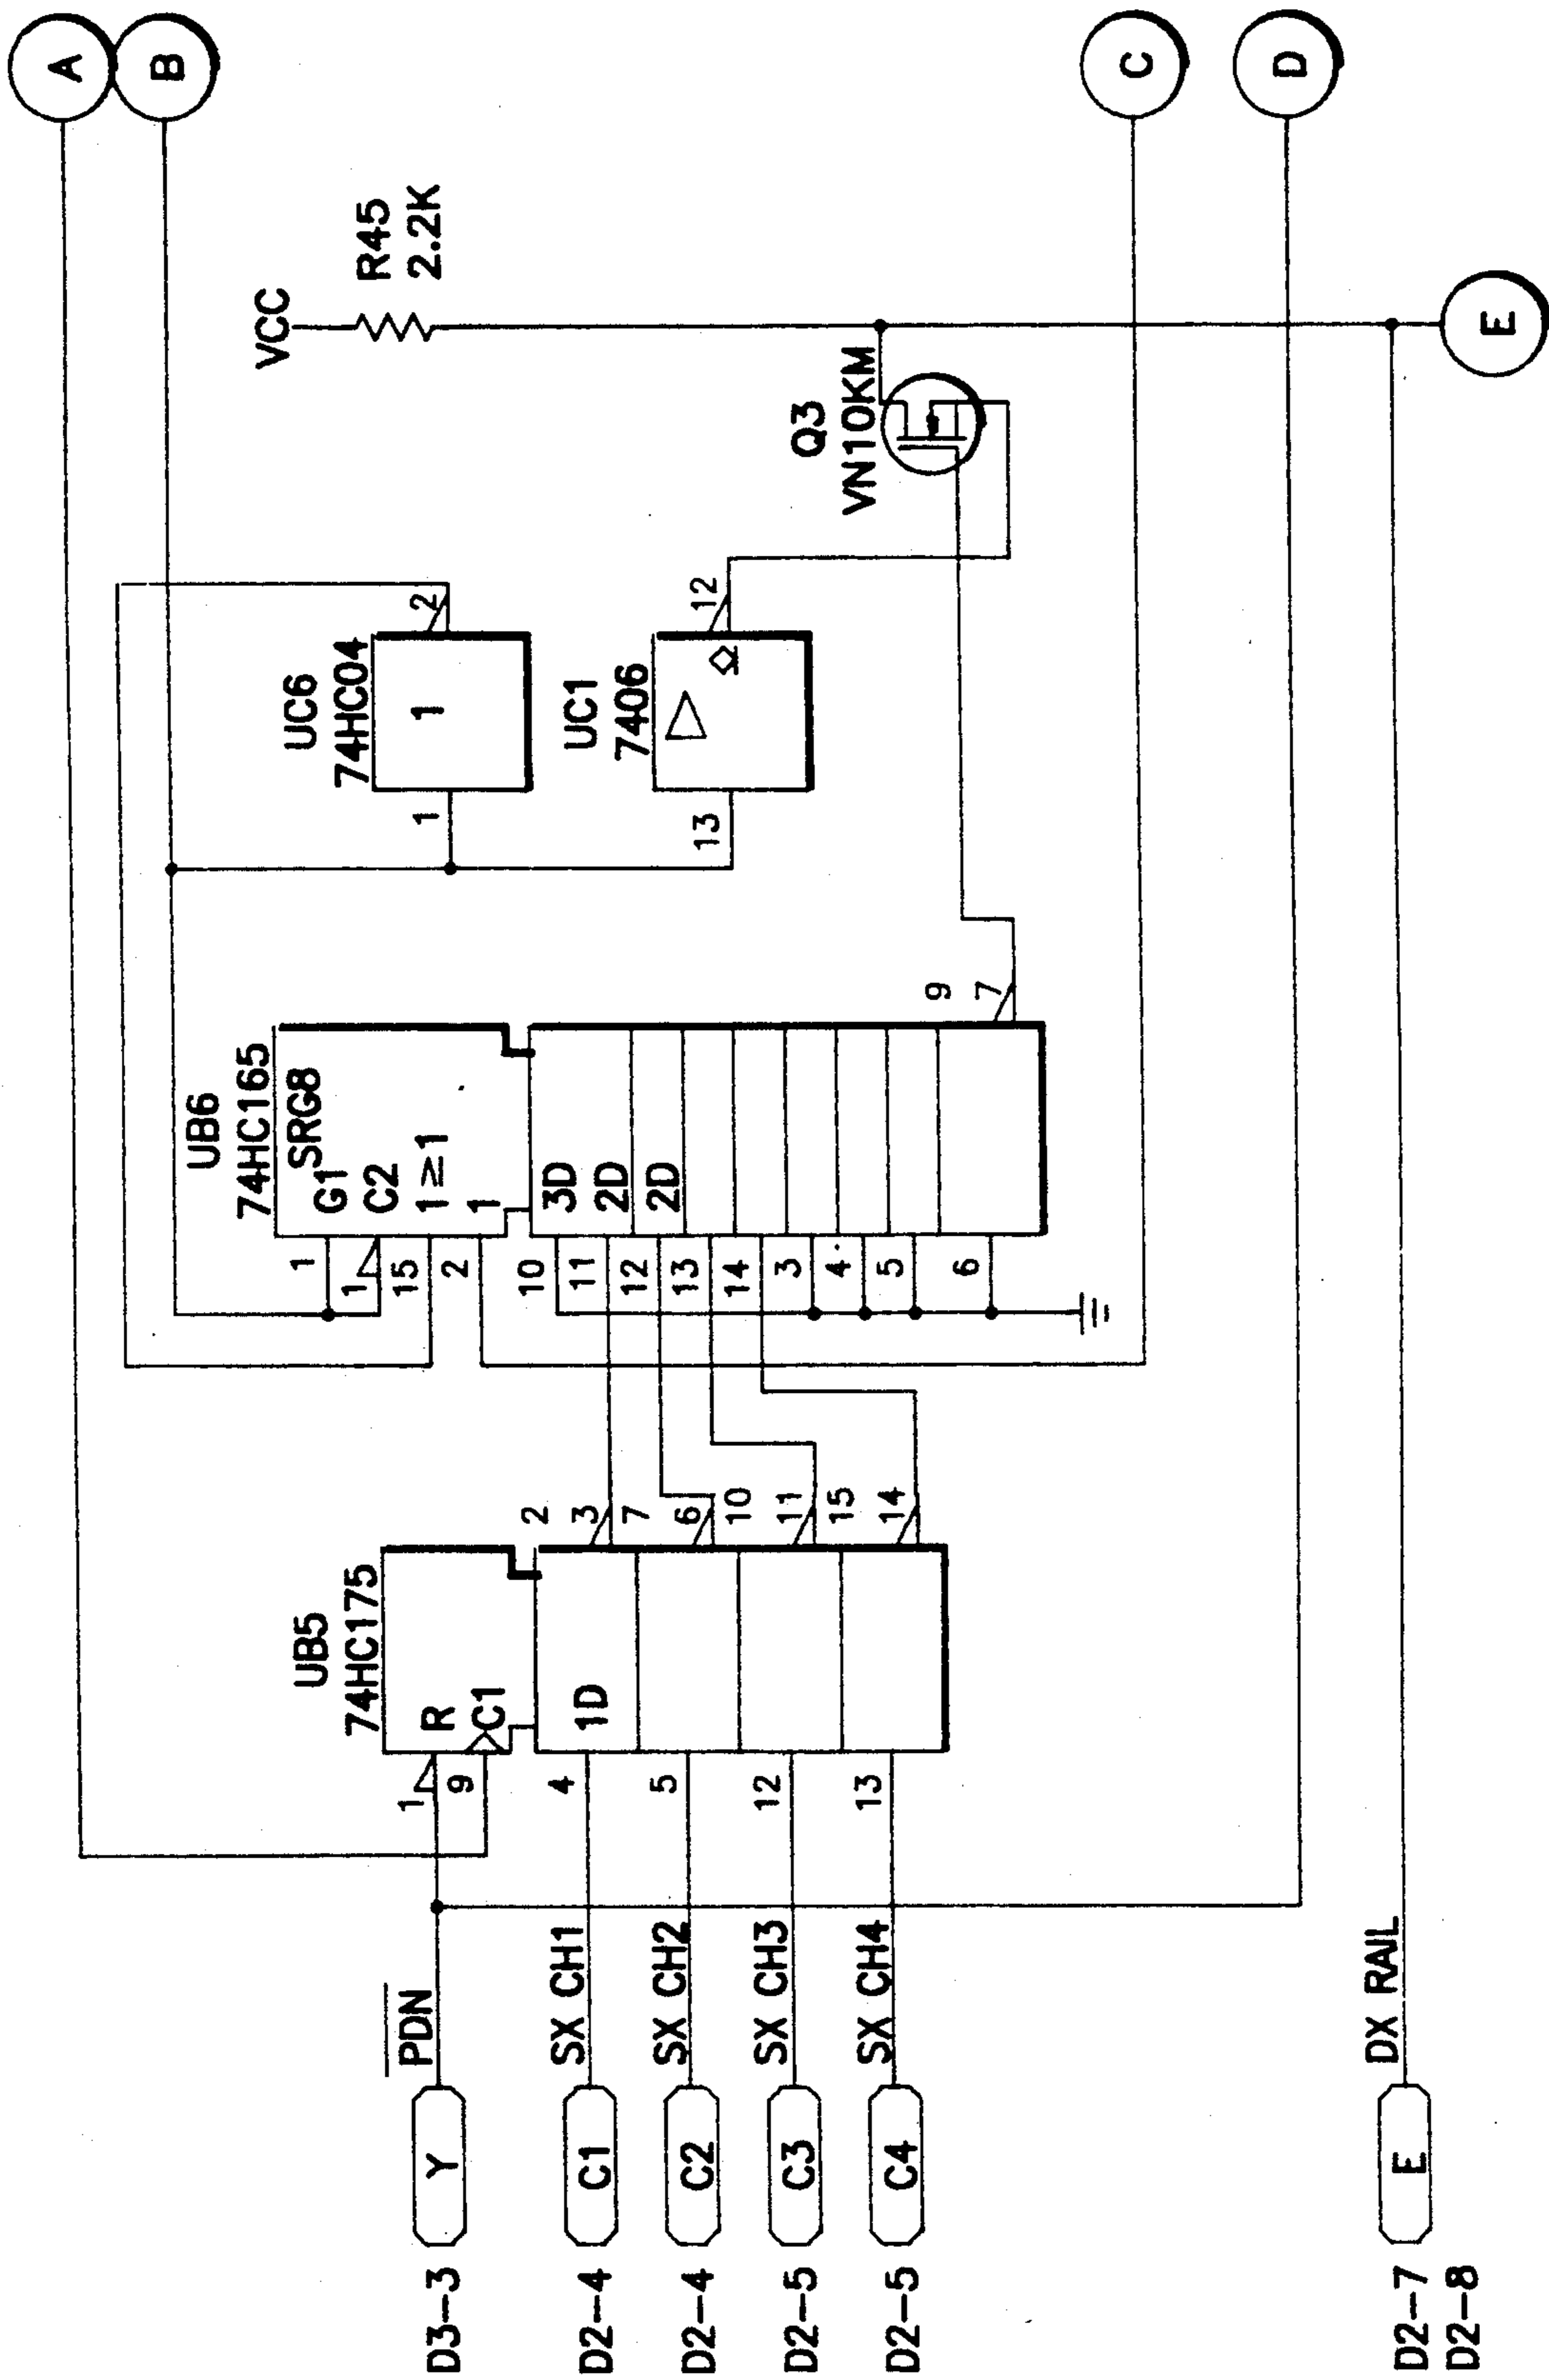 A
B
C
D
E
VCC
R45
2.2K
Q3
VN10KM
UC6
74HC04
1
1
2
UC1
7406
13
12
UB6
74HC165
SRG8
G1
C2
1≥1
1
3D
2D
2D
1
1
15
2
10
11
12
13
14
3
4
5
6
9
7
UB5
74HC175
R
C1
1D
1
9
4
5
12
13
2
3
7
6
10
11
15
14
D3-3 Y PDN
D2-4 C1 SX CH1
D2-4 C2 SX CH2
D2-5 C3 SX CH3
D2-5 C4 SX CH4
D2-7 E DX RAIL
D2-8